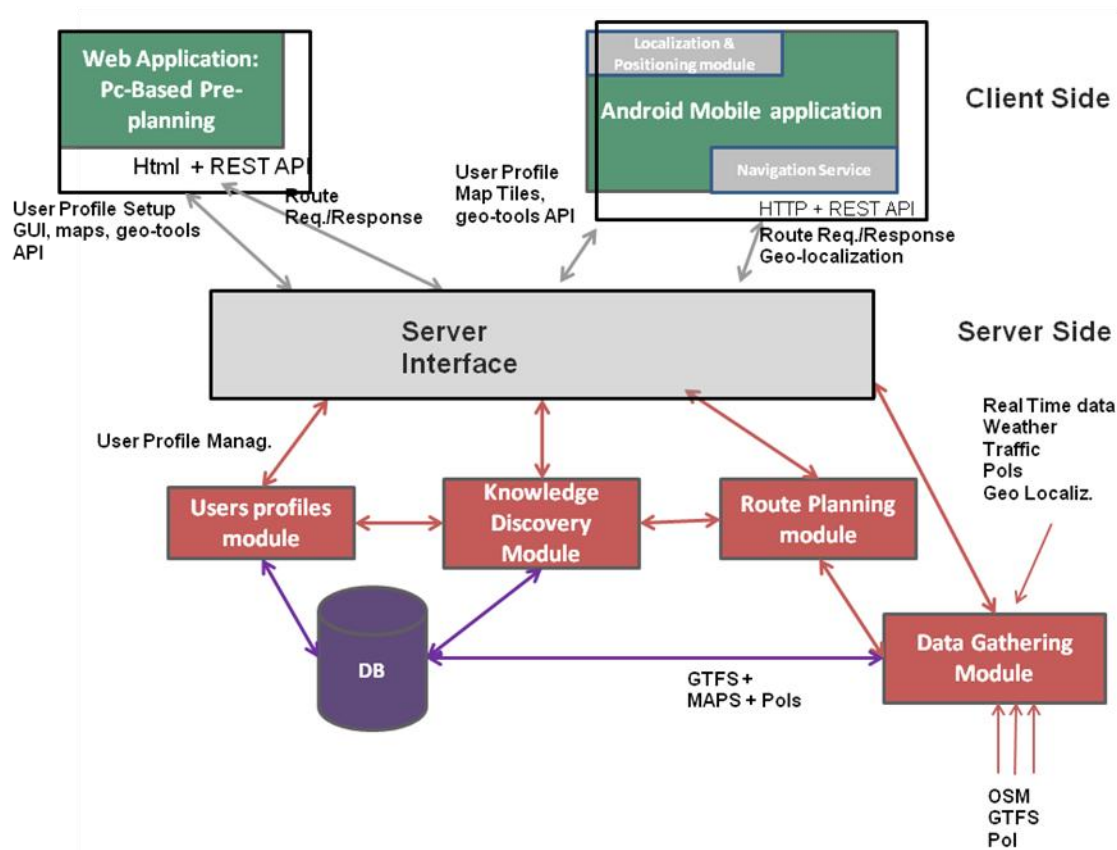 Web Application:
Pc-Based Pre-
planning
Html + REST API
Localization &
Positioning module
Android Mobile application
Navigation Service
HTTP + REST API
Client Side
User Profile Setup
GUI, maps, geo-tools
API
Route
Req./Response
User Profile
Map Tiles,
geo-tools API
Route Req./Response
Geo-localization
Server
Interface
Server Side
Real Time data
Weather
Traffic
PoIs
Geo Localiz.
User Profile Manag.
Users profiles
module
Knowledge
Discovery
Module
Route Planning
module
Data Gathering
Module
DB
GTFS +
MAPS + PoIs
OSM
GTFS
PoI